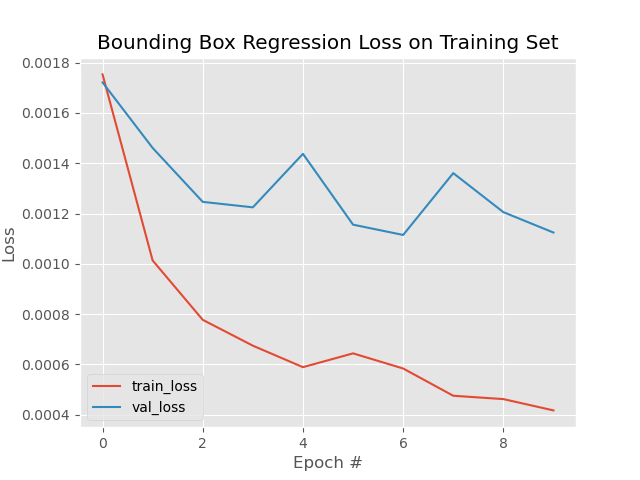 Bounding Box Regression Loss on Training Set
0.0018
0.0016
0.0014
0.0012
0.0010
0.0008
0.0006
0.0004
Loss
train_loss
val_loss
0 2 4 6 8
Epoch #